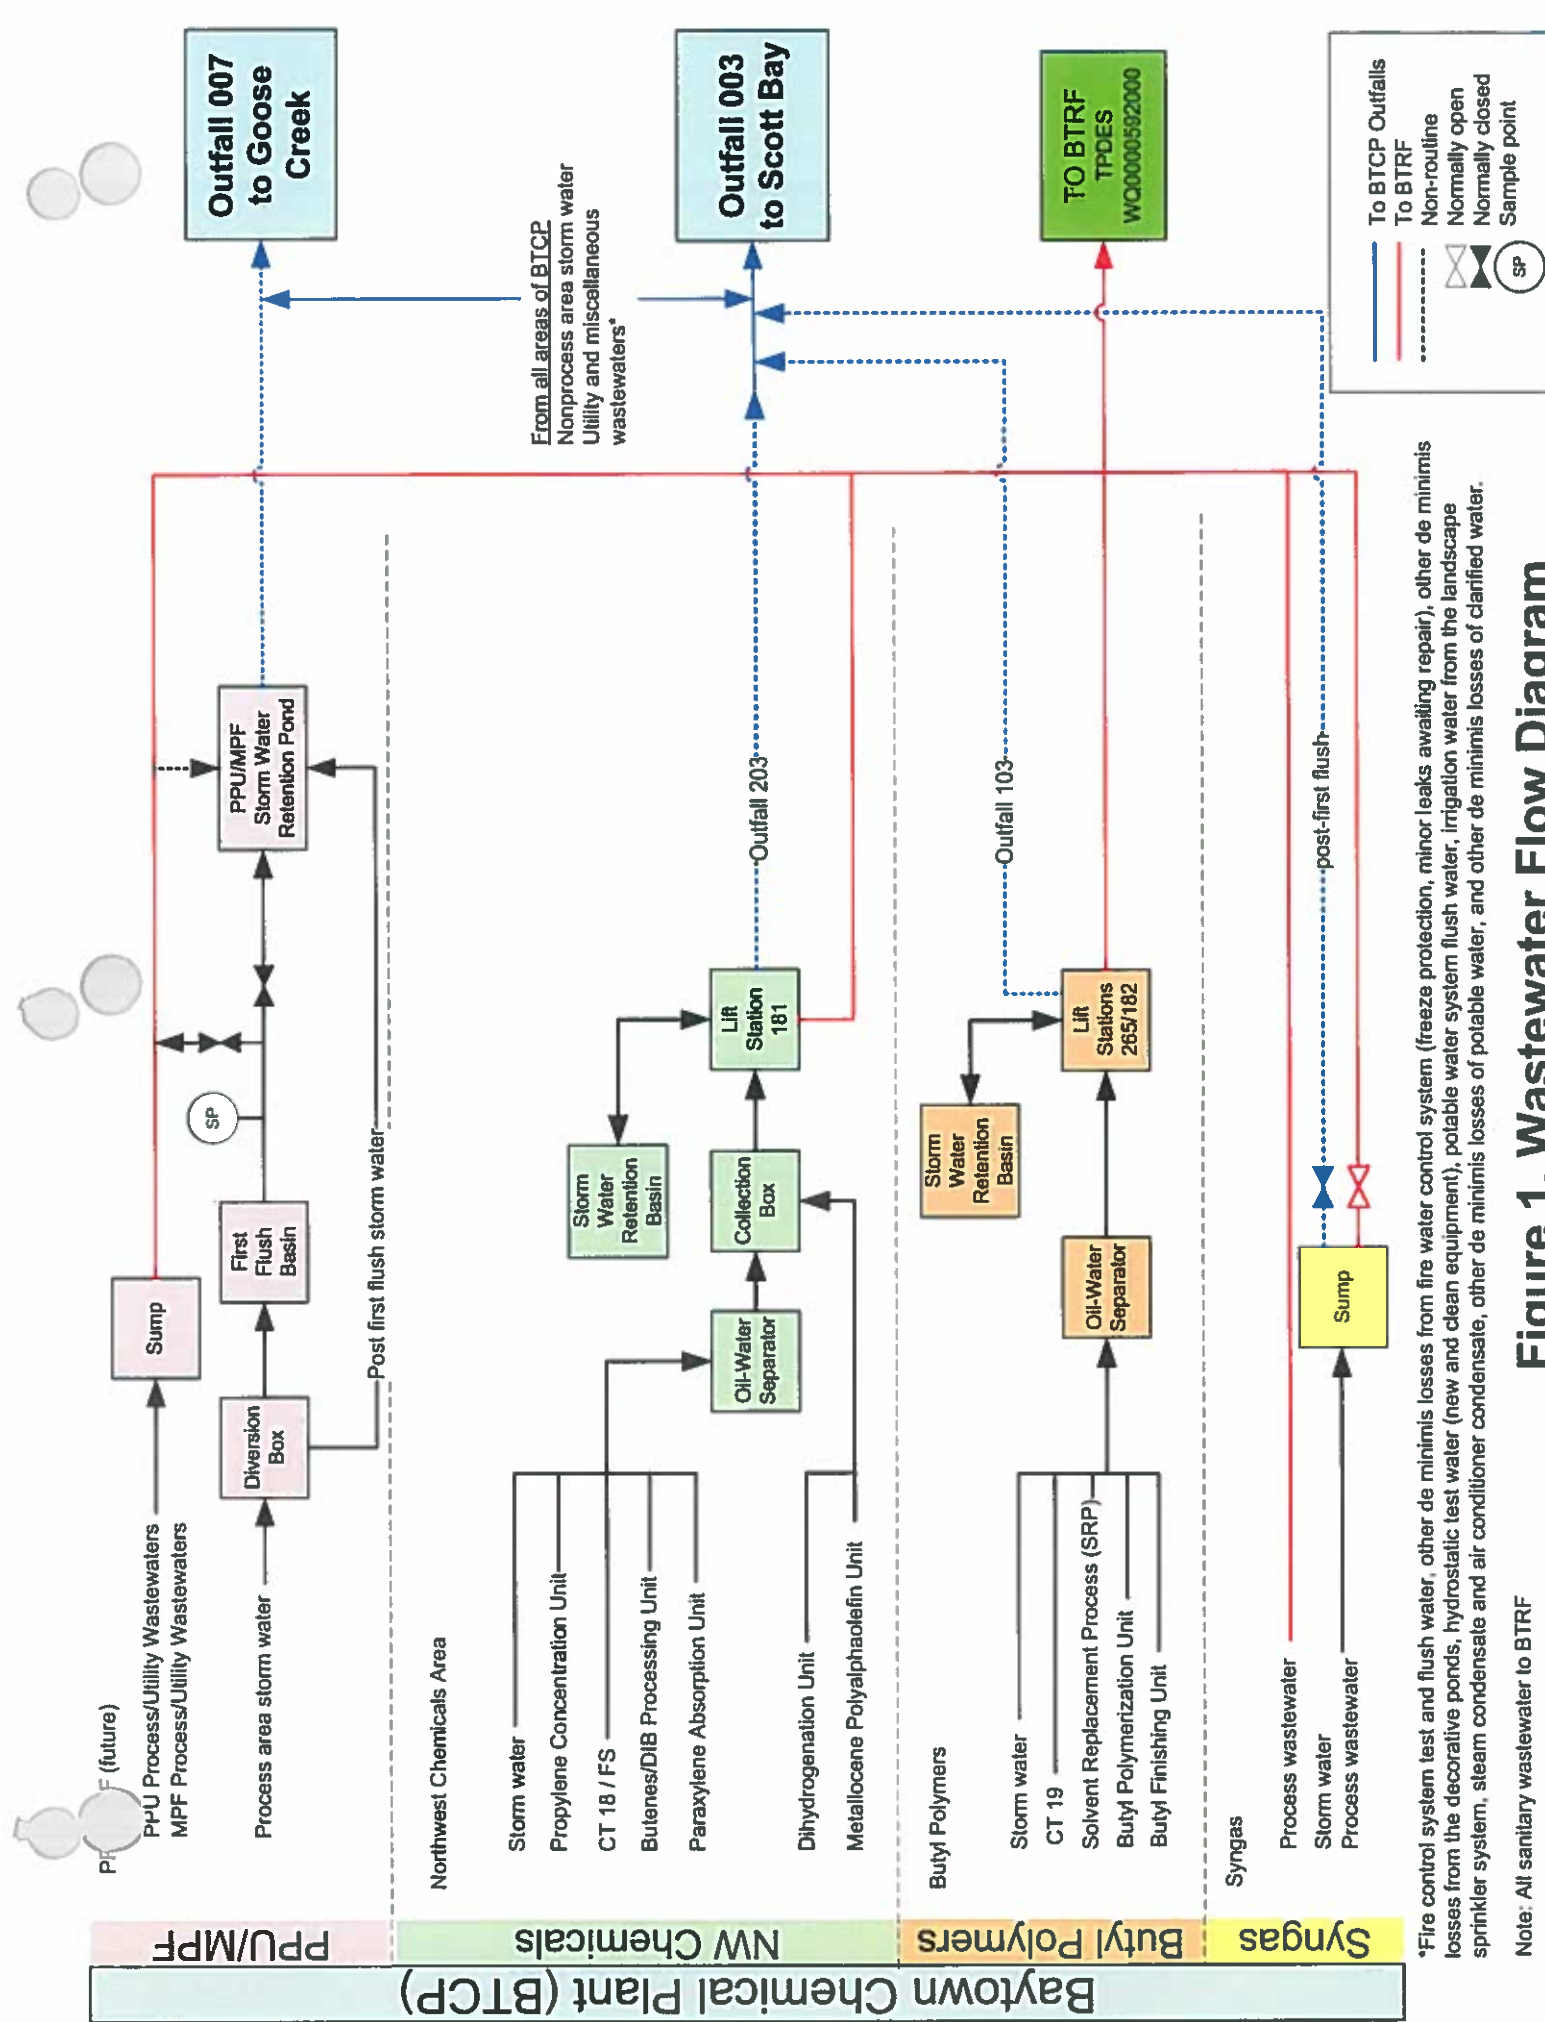 Baytown Chemical Plant (BTCP)
PPU/MPF
NW Chemicals
Butyl Polymers
Syngas
(future)
PPU Process/Utility Wastewaters
MPF Process/Utility Wastewaters
Process area storm water
Sump
Diversion
Box
First
Flush
Basin
SP
Post first flush storm water
PPU/MPF
Storm Water
Retention Pond
Outfall 007
to Goose
Creek
From all areas of BTCP
Nonprocess area storm water
Utility and miscellaneous
wastewaters*
Northwest Chemicals Area
Storm water
Propylene Concentration Unit
CT 18 / FS
Butenes/DIB Processing Unit
Paraxylene Absorption Unit
Dihydrogenation Unit
Metallocene Polyalphaolefin Unit
Oil-Water
Separator
Collection
Box
Storm
Water
Retention
Basin
Lift
Station
181
Outfall 203
Outfall 003
to Scott Bay
Butyl Polymers
Storm water
CT 19
Solvent Replacement Process (SRP)
Butyl Polymerization Unit
Butyl Finishing Unit
Oil-Water
Separator
Storm
Water
Retention
Basin
Lift
Stations
265/182
Outfall 103
TO BTRF
TPDES
WQ0000592000
Syngas
Process wastewater
Storm water
Process wastewater
Sump
post-first flush
To BTCP Outfalls
To BTRF
Non-routine
Normally open
Normally closed
Sample point
SP
*Fire control system test and flush water, other de minimis losses from fire water control system (freeze protection, minor leaks awaiting repair), other de minimis
losses from the decorative ponds, hydrostatic test water (new and clean equipment), potable water system flush water, irrigation water from the landscape
sprinkler system, steam condensate and air conditioner condensate, other de minimis losses of potable water, and other de minimis losses of clarified water.
Note: All sanitary wastewater to BTRF
Figure 1. Wastewater Flow Diagram